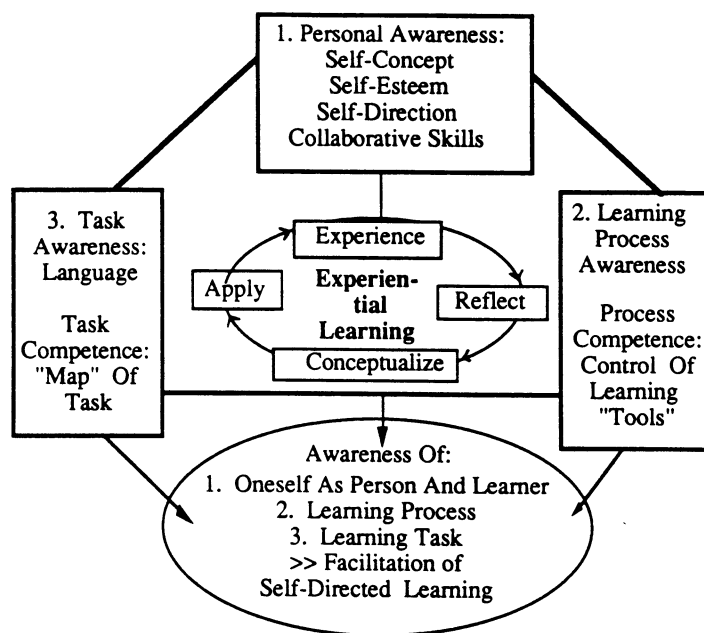 1. Personal Awareness:
Self-Concept
Self-Esteem
Self-Direction
Collaborative Skills
3. Task
Awareness:
Language
Task
Competence:
"Map" Of
Task
Experience
Apply
Experien-
tial
Learning
Reflect
Conceptualize
2. Learning
Process
Awareness
Process
Competence:
Control Of
Learning
"Tools"
Awareness Of:
1. Oneself As Person And Learner
2. Learning Process
3. Learning Task
>> Facilitation of
Self-Directed Learning